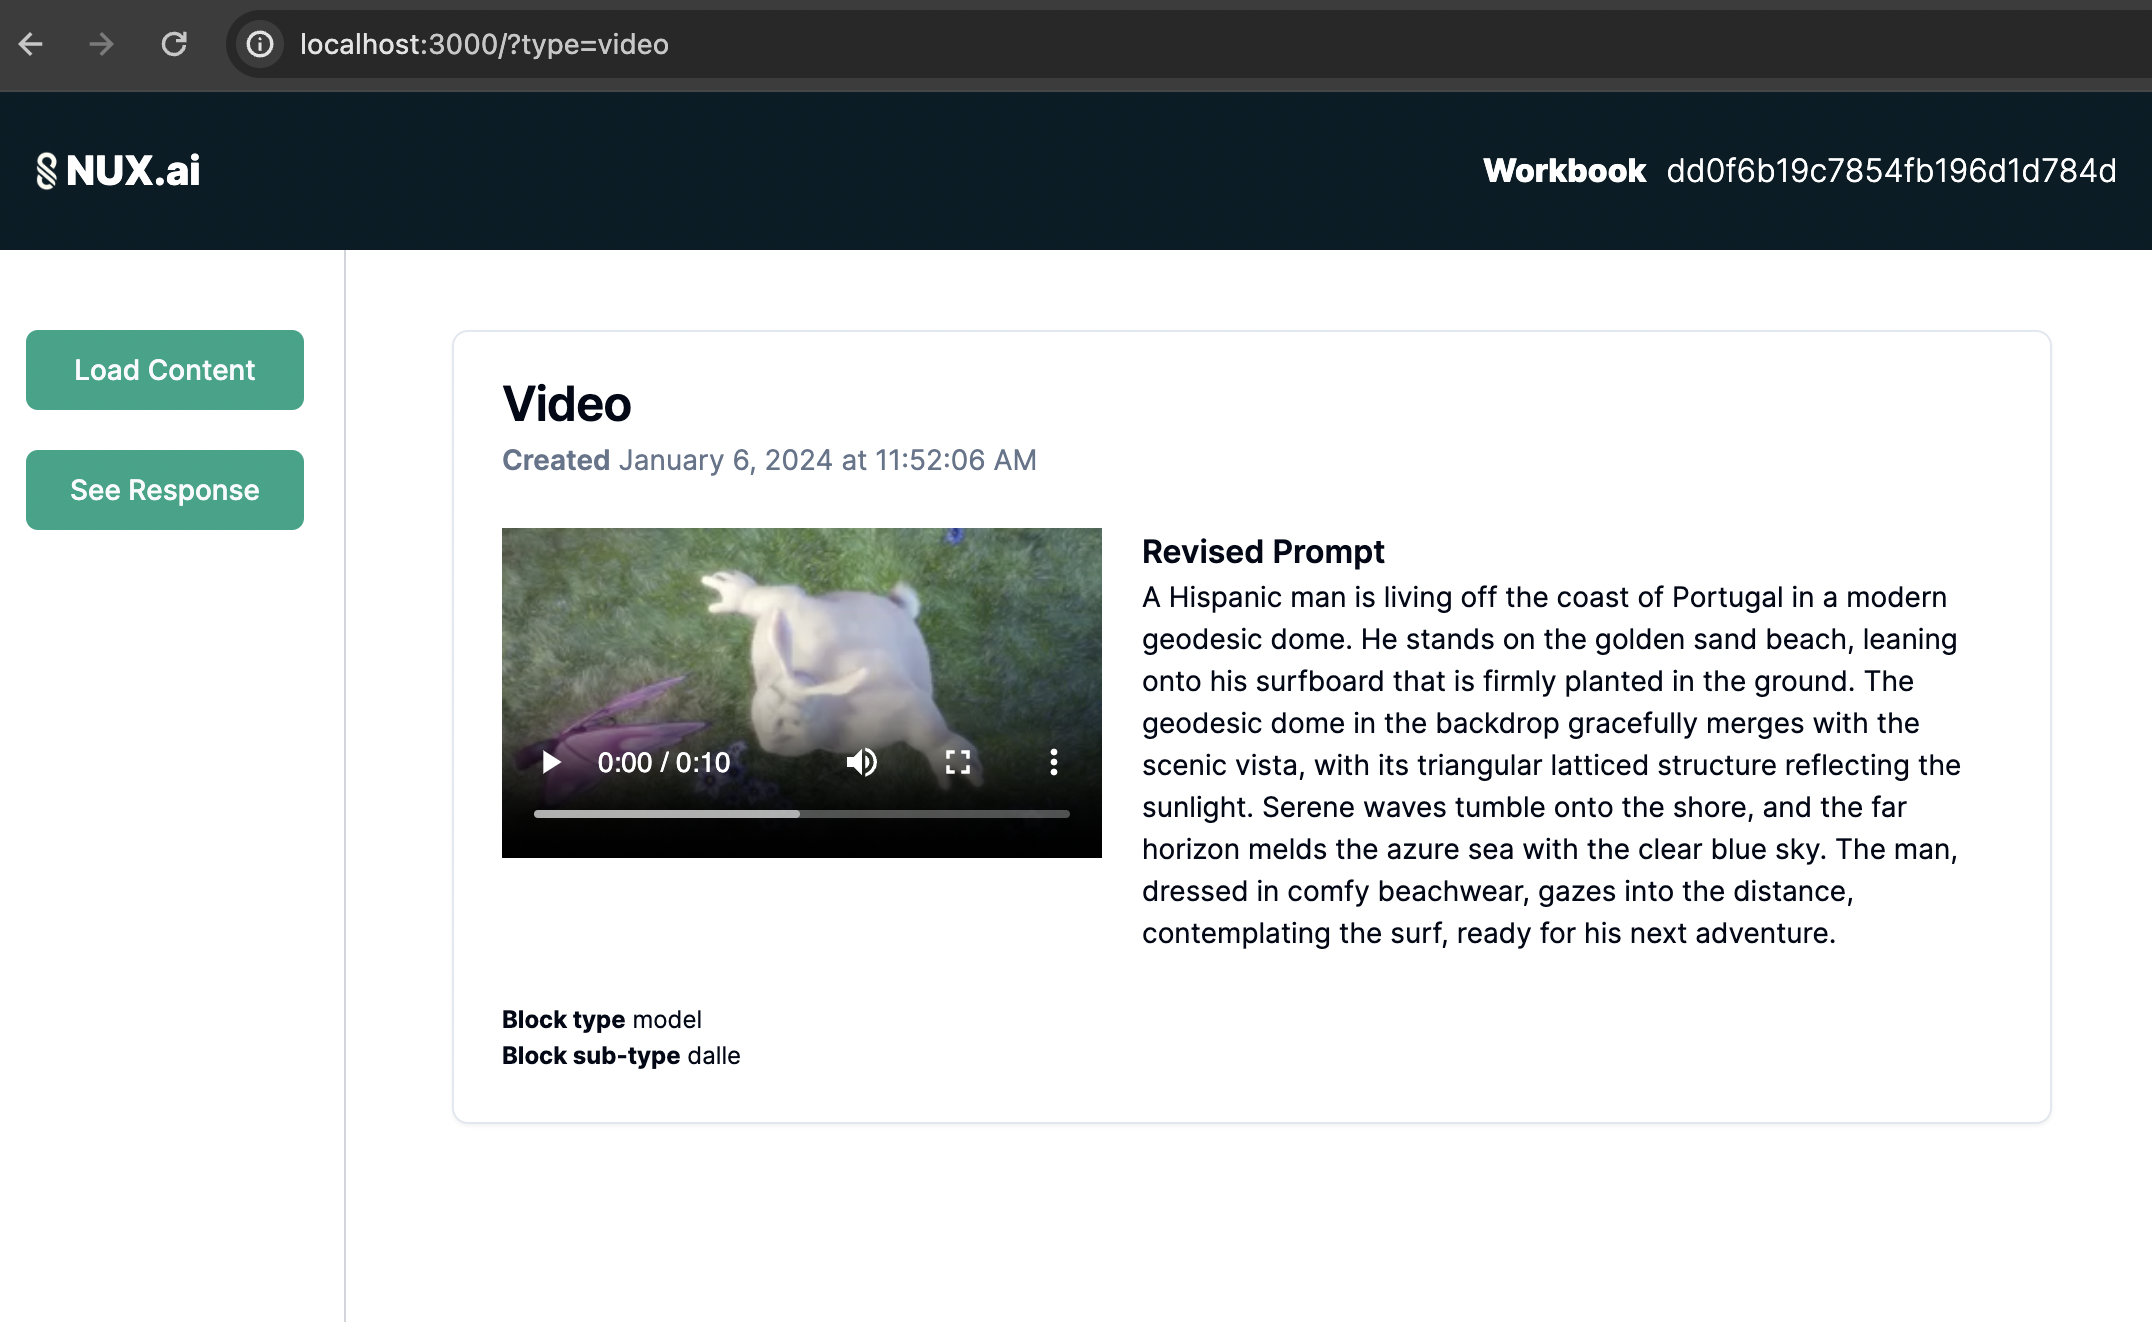 localhost:3000/?type=video
NUX.ai
Workbook dd0f6b19c7854fb196d1d784d
Load Content
See Response
Video
Created January 6, 2024 at 11:52:06 AM
0:00 / 0:10
Revised Prompt
A Hispanic man is living off the coast of Portugal in a modern
geodesic dome. He stands on the golden sand beach, leaning
onto his surfboard that is firmly planted in the ground. The
geodesic dome in the backdrop gracefully merges with the
scenic vista, with its triangular latticed structure reflecting the
sunlight. Serene waves tumble onto the shore, and the far
horizon melds the azure sea with the clear blue sky. The man,
dressed in comfy beachwear, gazes into the distance,
contemplating the surf, ready for his next adventure.
Block type model
Block sub-type dalle